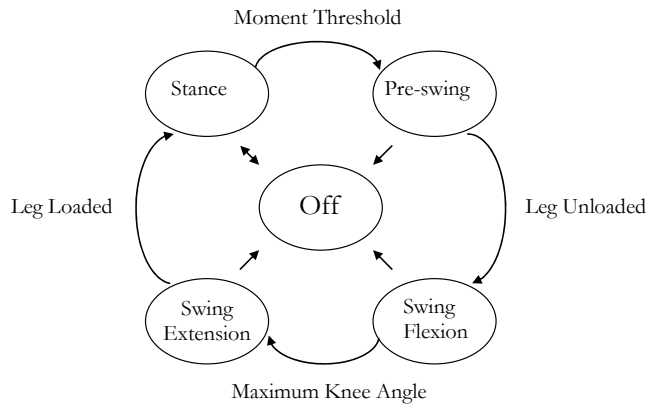 Moment Threshold
Stance
Pre-swing
Leg Loaded
Off
Leg Unloaded
Swing
Extension
Swing
Flexion
Maximum Knee Angle